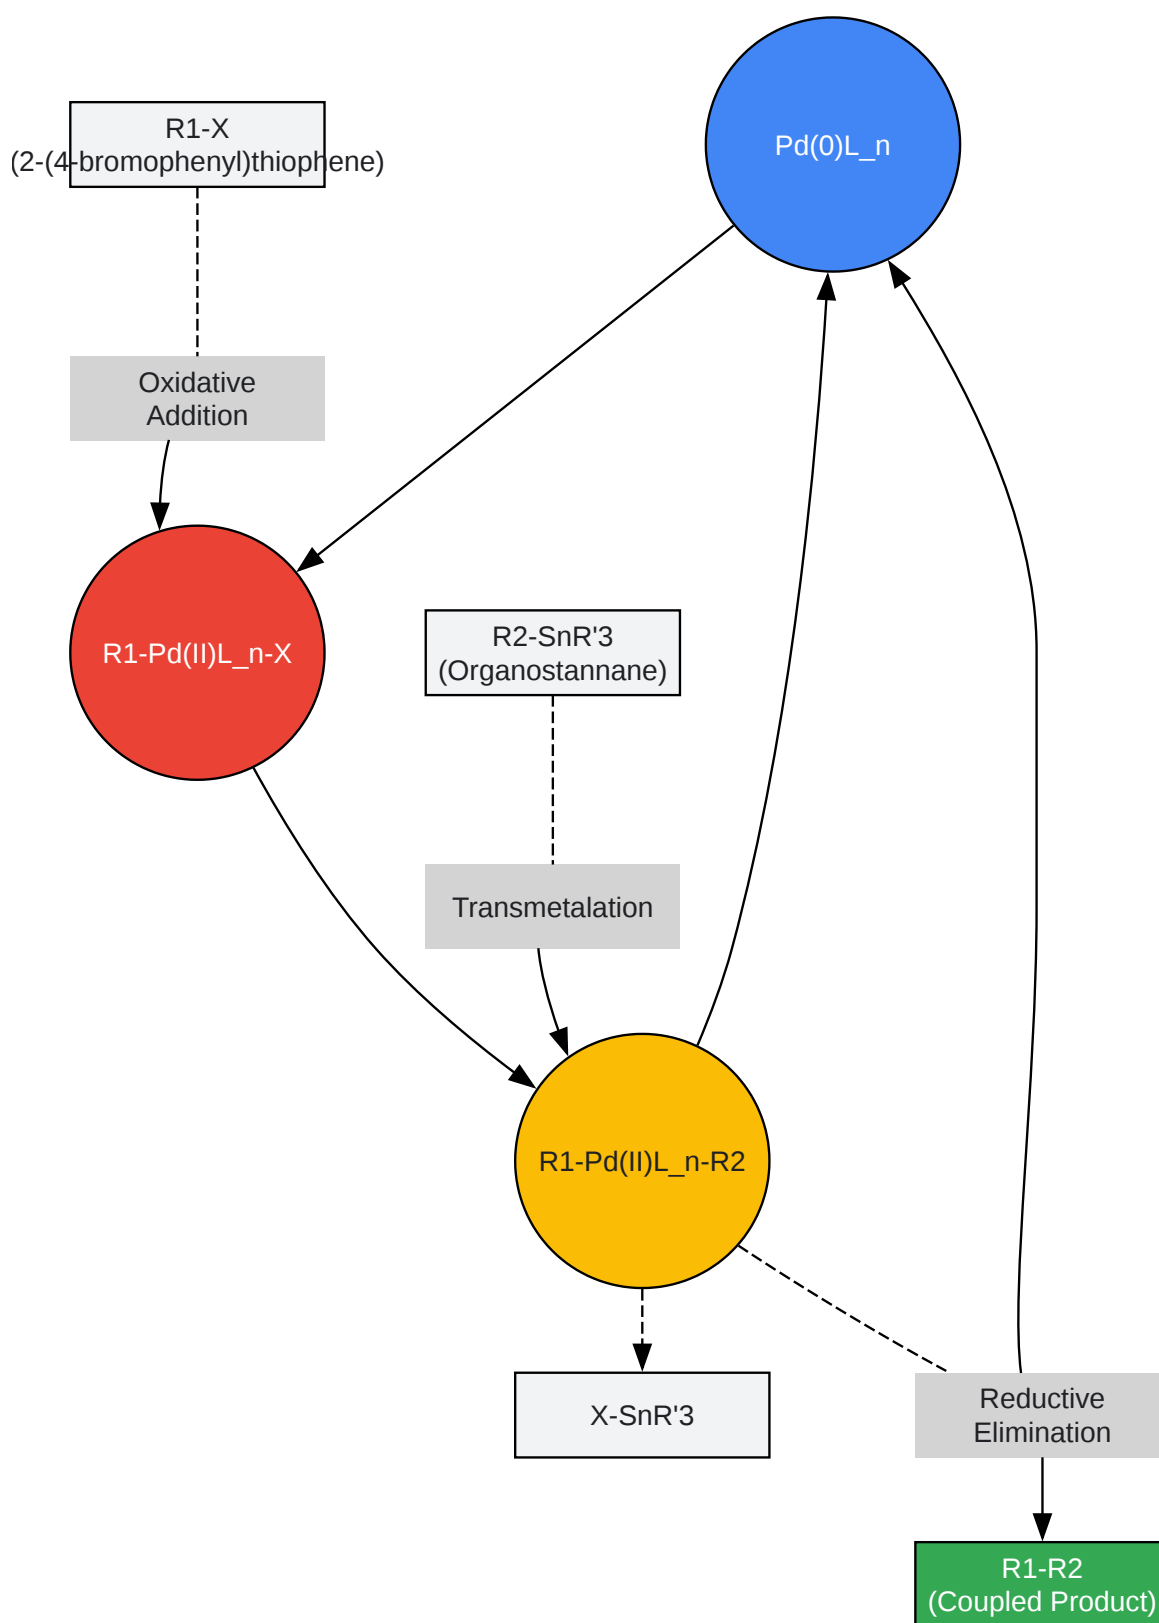 Pd(0)L_n
R1-X
(2-(4-bromophenyl)thiophene)
Oxidative
Addition
R1-Pd(II)L_n-X
R2-SnR'3
(Organostannane)
Transmetalation
R1-Pd(II)L_n-R2
X-SnR'3
Reductive
Elimination
R1-R2
(Coupled Product)